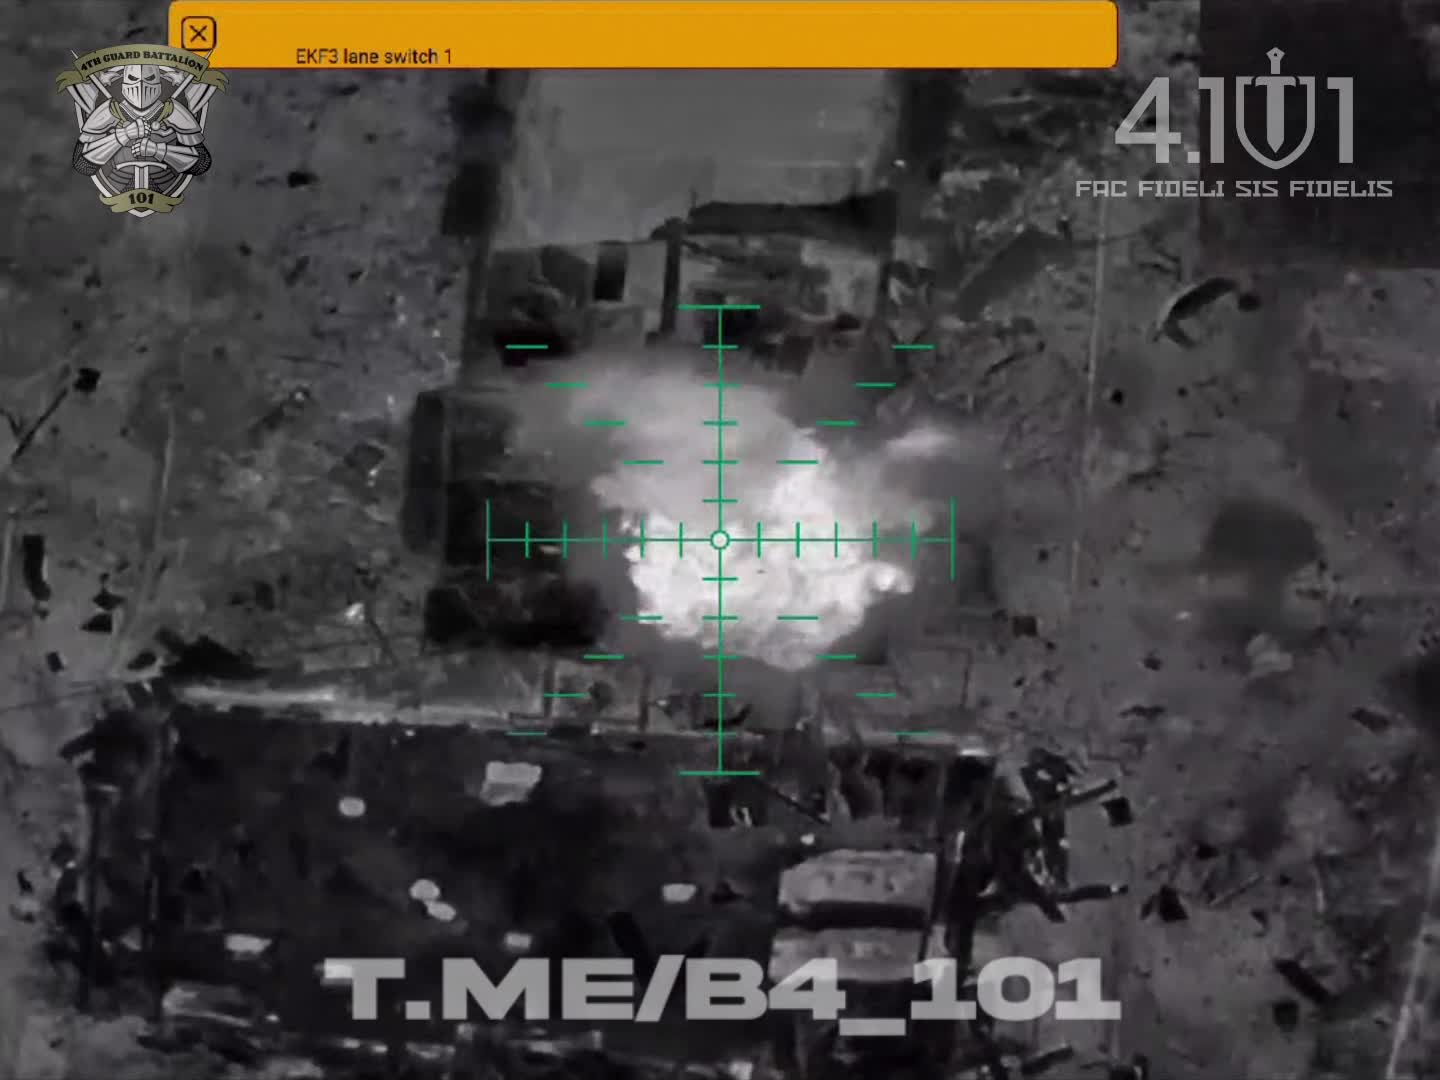 EKF3 lane switch 1
4TH GUARD BATTALION
101
4.101
FAC FIDELI SIS FIDELIS
T.ME/B4_101